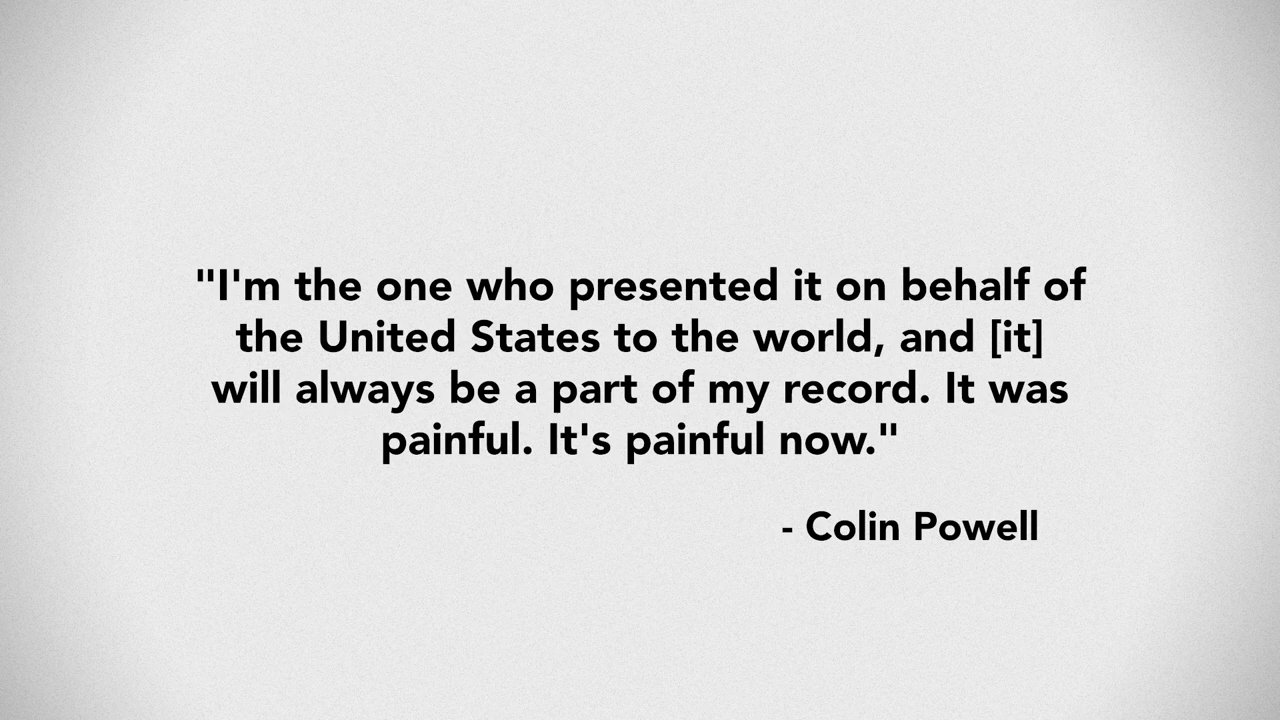 "I'm the one who presented it on behalf of
the United States to the world, and [it]
will always be a part of my record. It was
painful. It's painful now."
- Colin Powell